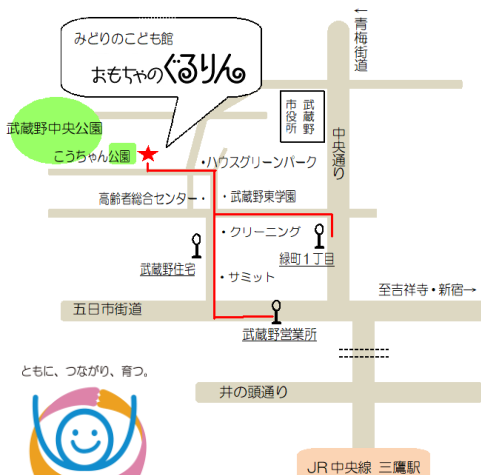 みどりのこども館
おもちゃのぐるりん
←青梅街道
武蔵野市役所
中央通り
武蔵野中央公園
こうちゃん公園
・ハウスグリーンパーク
高齢者総合センター・
・武蔵野東学園
・クリーニング
緑町1丁目
武蔵野住宅
・サミット
至吉祥寺・新宿→
五日市街道
武蔵野営業所
ともに、つながり、育つ。
井の頭通り
JR中央線 三鷹駅